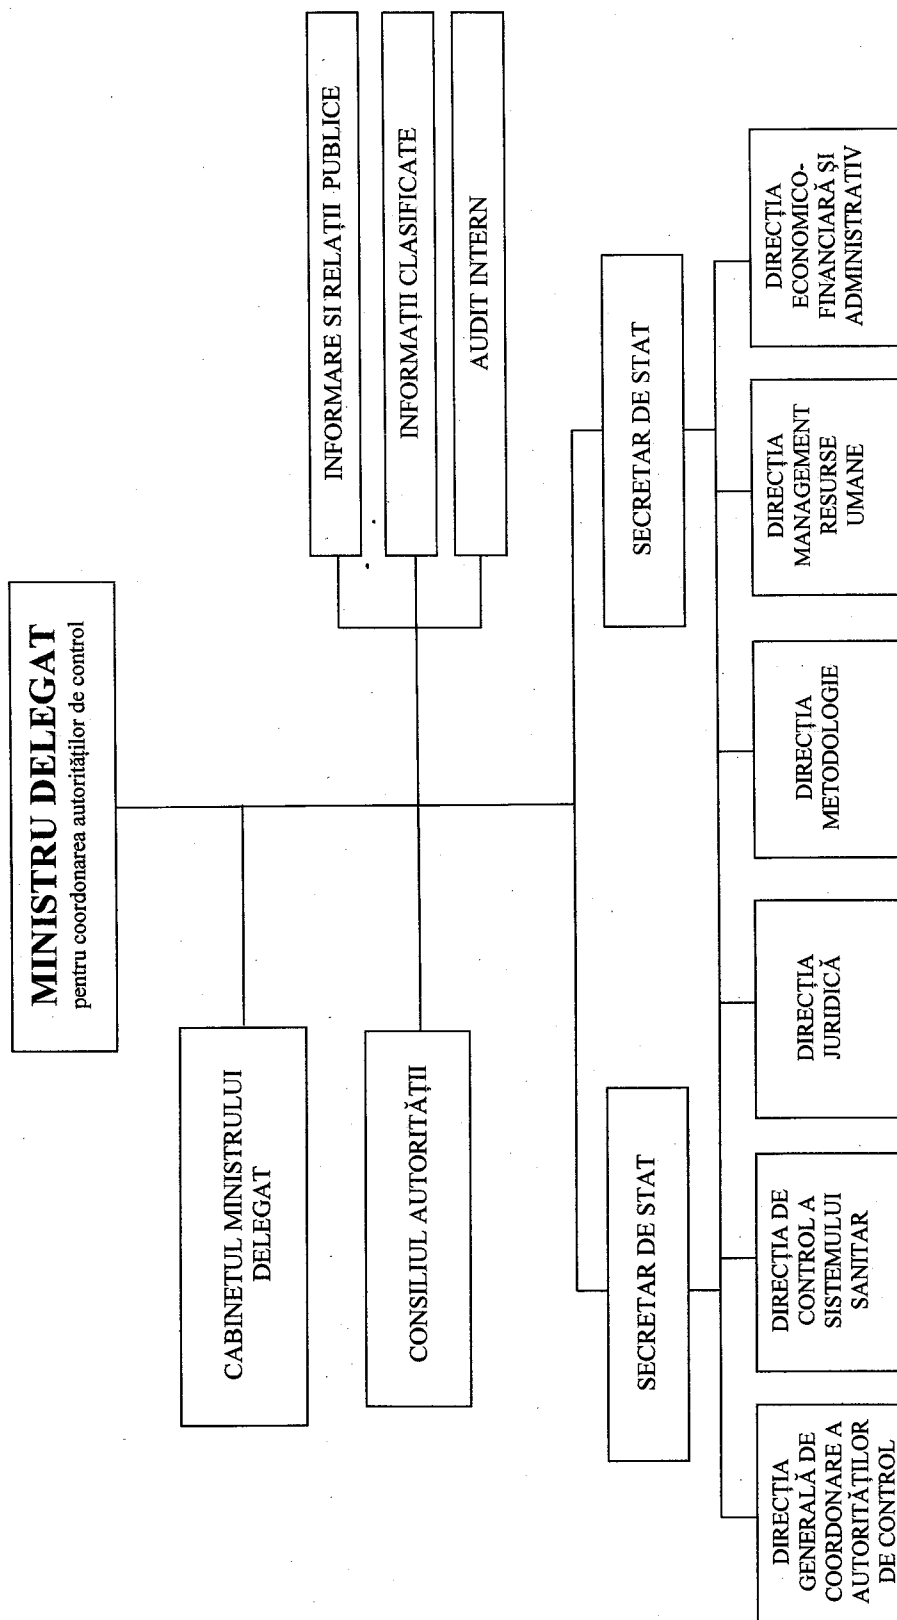 MINISTRU DELEGAT
pentru coordonarea autorităților de control
CABINETUL MINISTRULUI
DELEGAT
CONSILIUL AUTORITĂȚII
INFORMARE SI RELAȚII PUBLICE
INFORMAȚII CLASIFICATE
AUDIT INTERN
SECRETAR DE STAT
SECRETAR DE STAT
DIRECȚIA
GENERALĂ DE
COORDONARE A
AUTORITĂȚILOR
DE CONTROL
DIRECȚIA DE
CONTROL A
SISTEMULUI
SANITAR
DIRECȚIA
JURIDICĂ
DIRECȚIA
METODOLOGIE
DIRECȚIA
MANAGEMENT
RESURSE
UMANE
DIRECȚIA
ECONOMICO-
FINANCIARĂ ȘI
ADMINISTRATIV